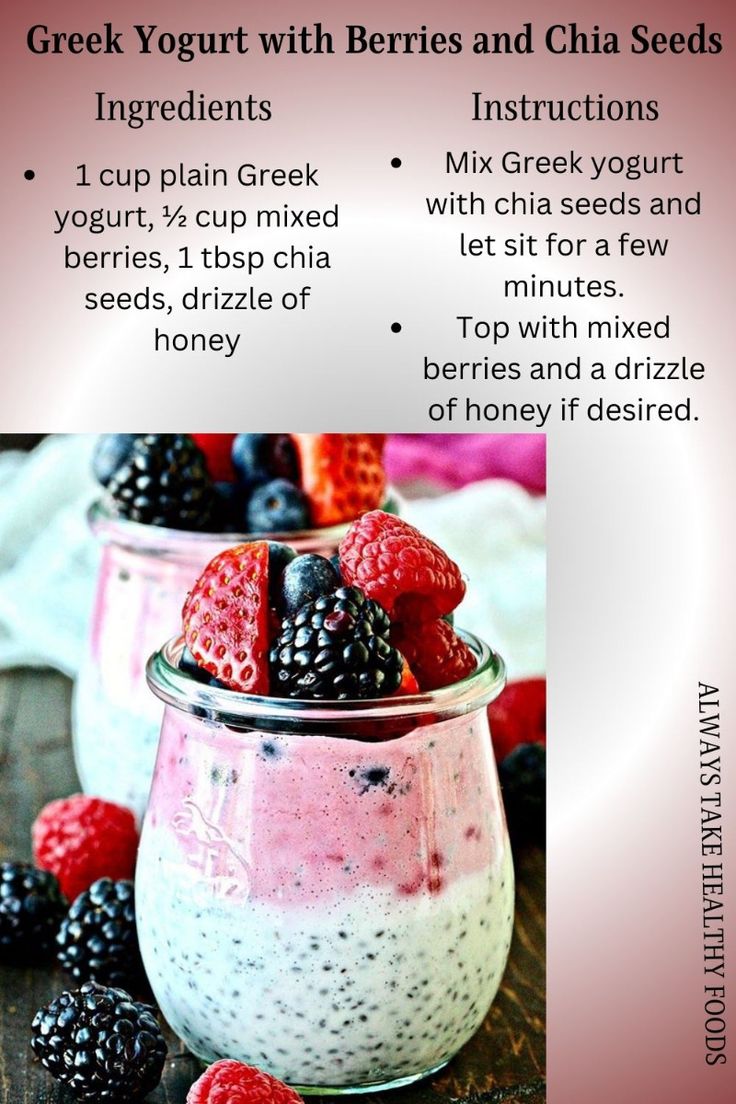 Greek Yogurt with Berries and Chia Seeds
Ingredients
• 1 cup plain Greek
yogurt, ½ cup mixed
berries, 1 tbsp chia
seeds, drizzle of
honey
Instructions
• Mix Greek yogurt
with chia seeds and
let sit for a few
minutes.
• Top with mixed
berries and a drizzle
of honey if desired.
ALWAYS TAKE HEALTHY FOODS